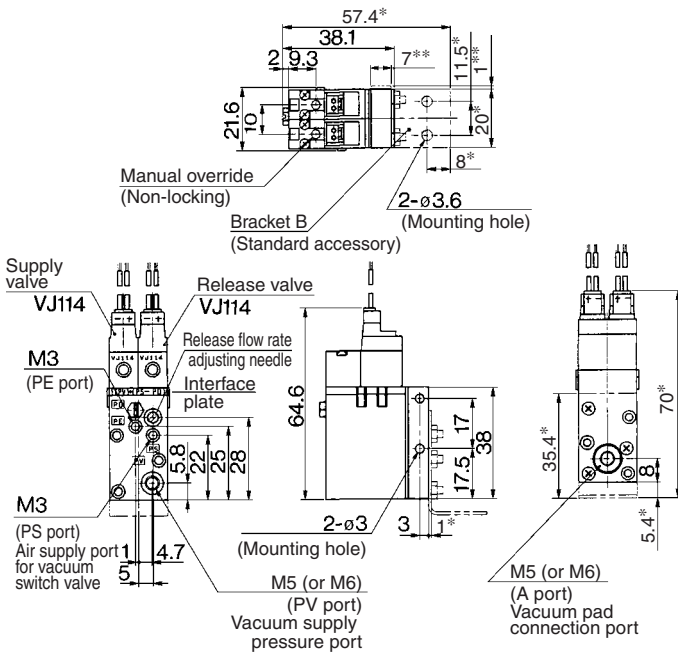 57.4*
38.1
2
9.3
7**
11.5*
1**
21.6
10
20*
8*
Manual override
(Non-locking)
2-ø3.6
(Mounting hole)
Bracket B
(Standard accessory)
Supply
valve
VJ114
Release valve
VJ114
M3
(PE port)
Release flow rate
adjusting needle
Interface
plate
VJ114
VJ114
PE
PS
PV
5.8
22
25
28
M3
(PS port)
Air supply port
for vacuum
switch valve
1
4.7
5
M5 (or M6)
(PV port)
Vacuum supply
pressure port
64.6
17
38
17.5
2-ø3
(Mounting hole)
3
1*
70*
35.4*
8
5.4*
M5 (or M6)
(A port)
Vacuum pad
connection port